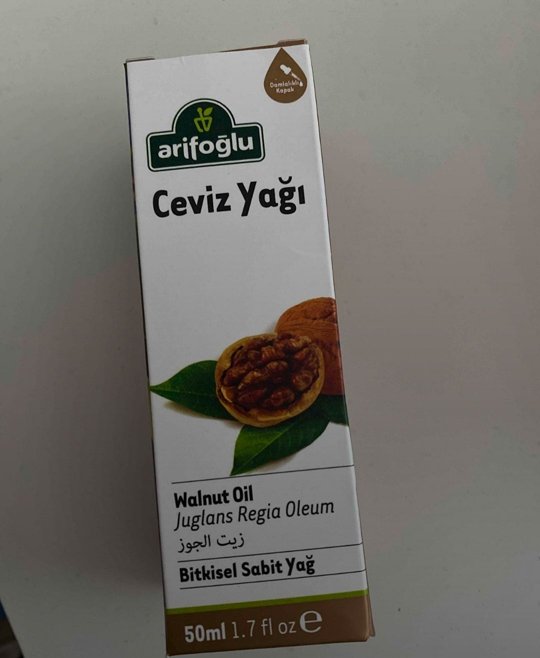 Damlalıklı
Kapak
arifoğlu
Ceviz Yağı
Walnut Oil
Juglans Regia Oleum
زيت الجوز
Bitkisel Sabit Yağ
50ml 1.7 fl oz ℮